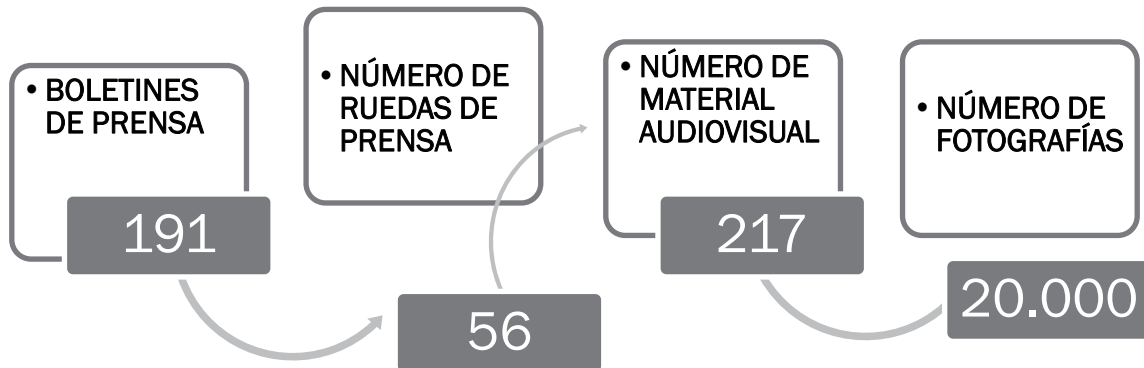 • BOLETINES
DE PRENSA
191
• NÚMERO DE
RUEDAS DE
PRENSA
56
• NÚMERO DE
MATERIAL
AUDIOVISUAL
217
• NÚMERO DE
FOTOGRAFÍAS
20.000